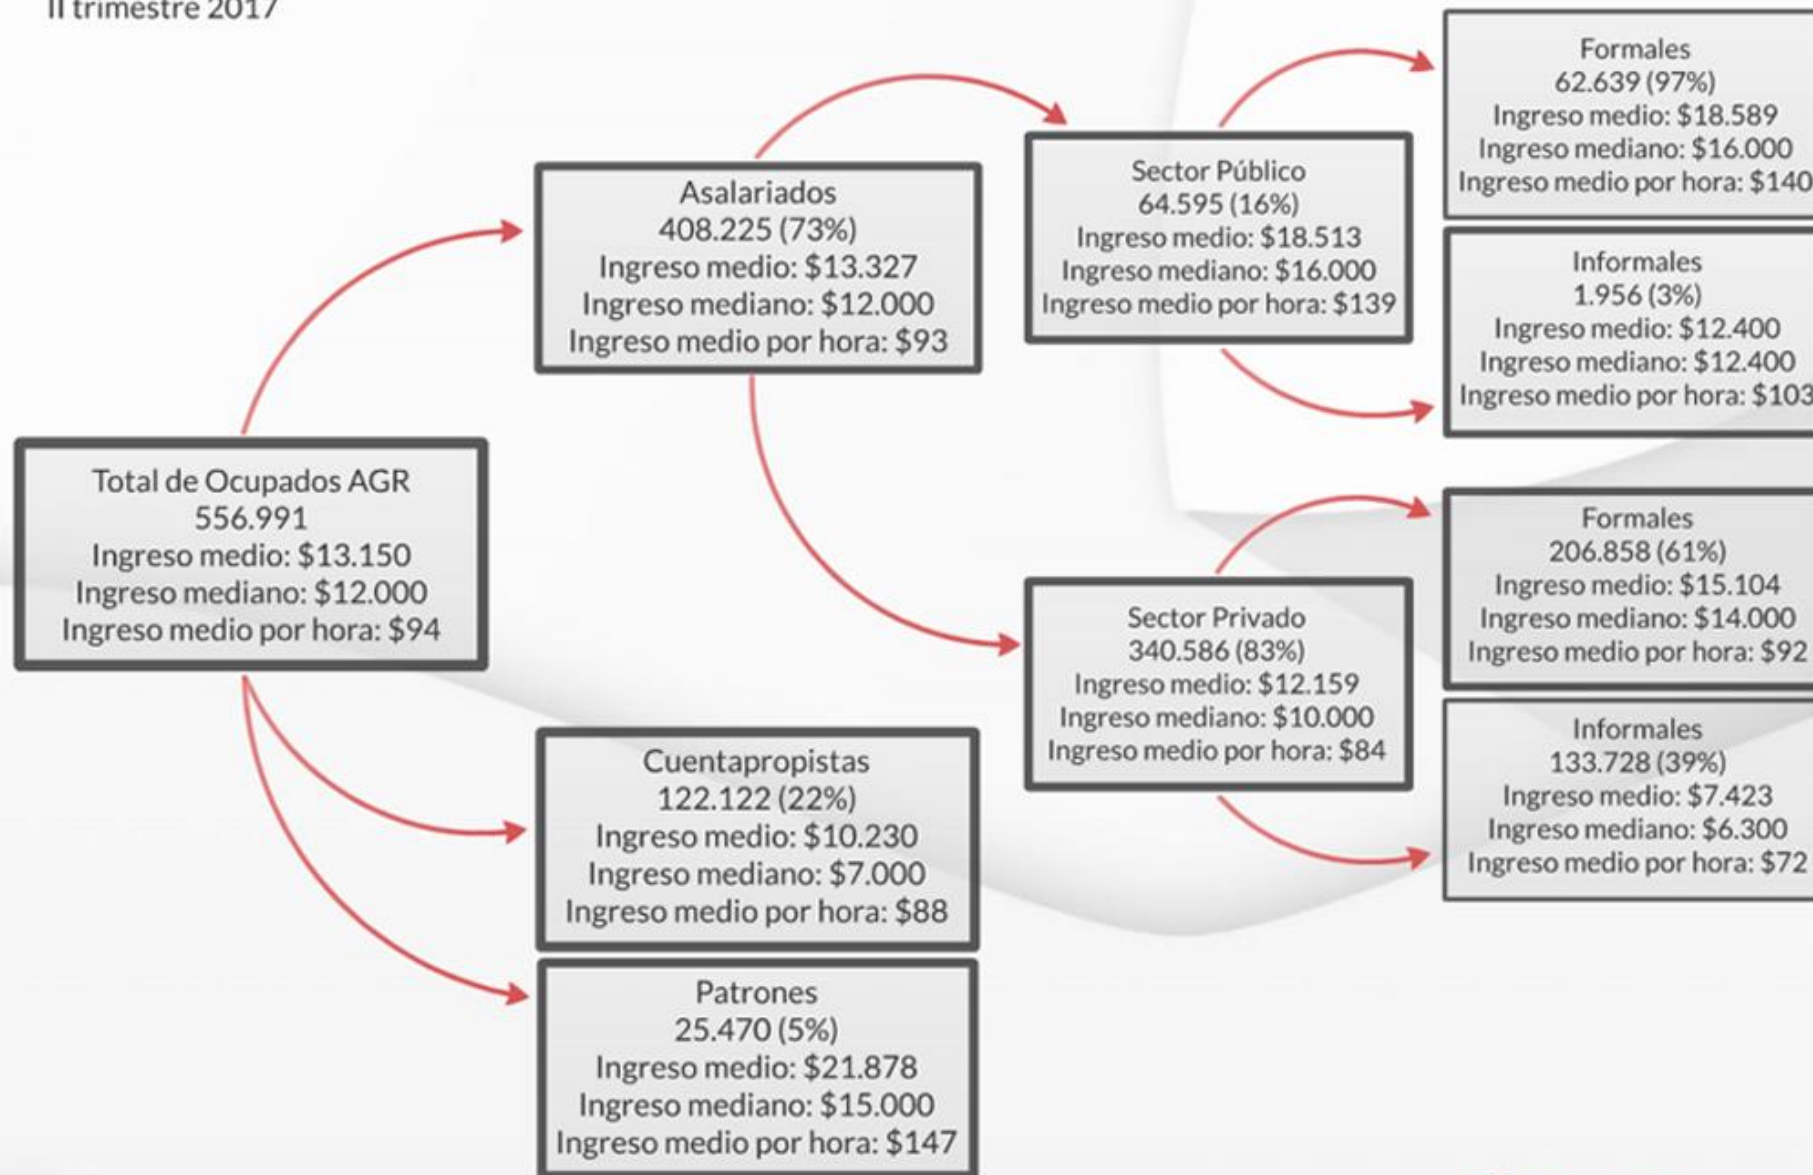 II trimestre 2017
Total de Ocupados AGR
556.991
Ingreso medio: $13.150
Ingreso mediano: $12.000
Ingreso medio por hora: $94
Asalariados
408.225 (73%)
Ingreso medio: $13.327
Ingreso mediano: $12.000
Ingreso medio por hora: $93
Cuentapropistas
122.122 (22%)
Ingreso medio: $10.230
Ingreso mediano: $7.000
Ingreso medio por hora: $88
Patrones
25.470 (5%)
Ingreso medio: $21.878
Ingreso mediano: $15.000
Ingreso medio por hora: $147
Sector Público
64.595 (16%)
Ingreso medio: $18.513
Ingreso mediano: $16.000
Ingreso medio por hora: $139
Sector Privado
340.586 (83%)
Ingreso medio: $12.159
Ingreso mediano: $10.000
Ingreso medio por hora: $84
Formales
62.639 (97%)
Ingreso medio: $18.589
Ingreso mediano: $16.000
Ingreso medio por hora: $140
Informales
1.956 (3%)
Ingreso medio: $12.400
Ingreso mediano: $12.400
Ingreso medio por hora: $103
Formales
206.858 (61%)
Ingreso medio: $15.104
Ingreso mediano: $14.000
Ingreso medio por hora: $92
Informales
133.728 (39%)
Ingreso medio: $7.423
Ingreso mediano: $6.300
Ingreso medio por hora: $72